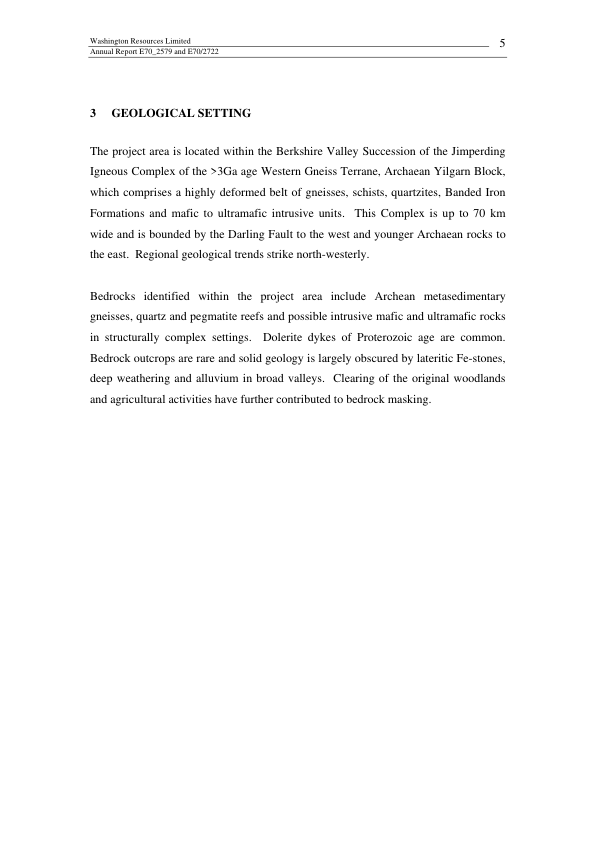 Washington Resources Limited
5
Annual Report E70_2579 and E70/2722
3 GEOLOGICAL SETTING
The project area is located within the Berkshire Valley Succession of the Jimperding
Igneous Complex of the >3Ga age Western Gneiss Terrane, Archaean Yilgarn Block,
which comprises a highly deformed belt of gneisses, schists, quartzites, Banded Iron
Formations and mafic to ultramafic intrusive units. This Complex is up to 70 km
wide and is bounded by the Darling Fault to the west and younger Archaean rocks to
the east. Regional geological trends strike north-westerly.
Bedrocks identified within the project area include Archean metasedimentary
gneisses, quartz and pegmatite reefs and possible intrusive mafic and ultramafic rocks
in structurally complex settings. Dolerite dykes of Proterozoic age are common.
Bedrock outcrops are rare and solid geology is largely obscured by lateritic Fe-stones,
deep weathering and alluvium in broad valleys. Clearing of the original woodlands
and agricultural activities have further contributed to bedrock masking.